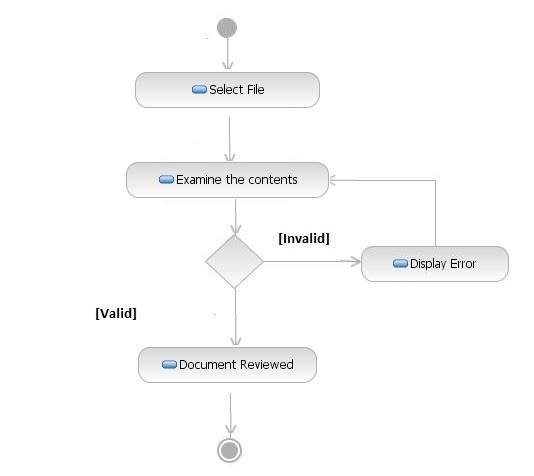 Select File
Examine the contents
[Invalid]
Display Error
[Valid]
Document Reviewed